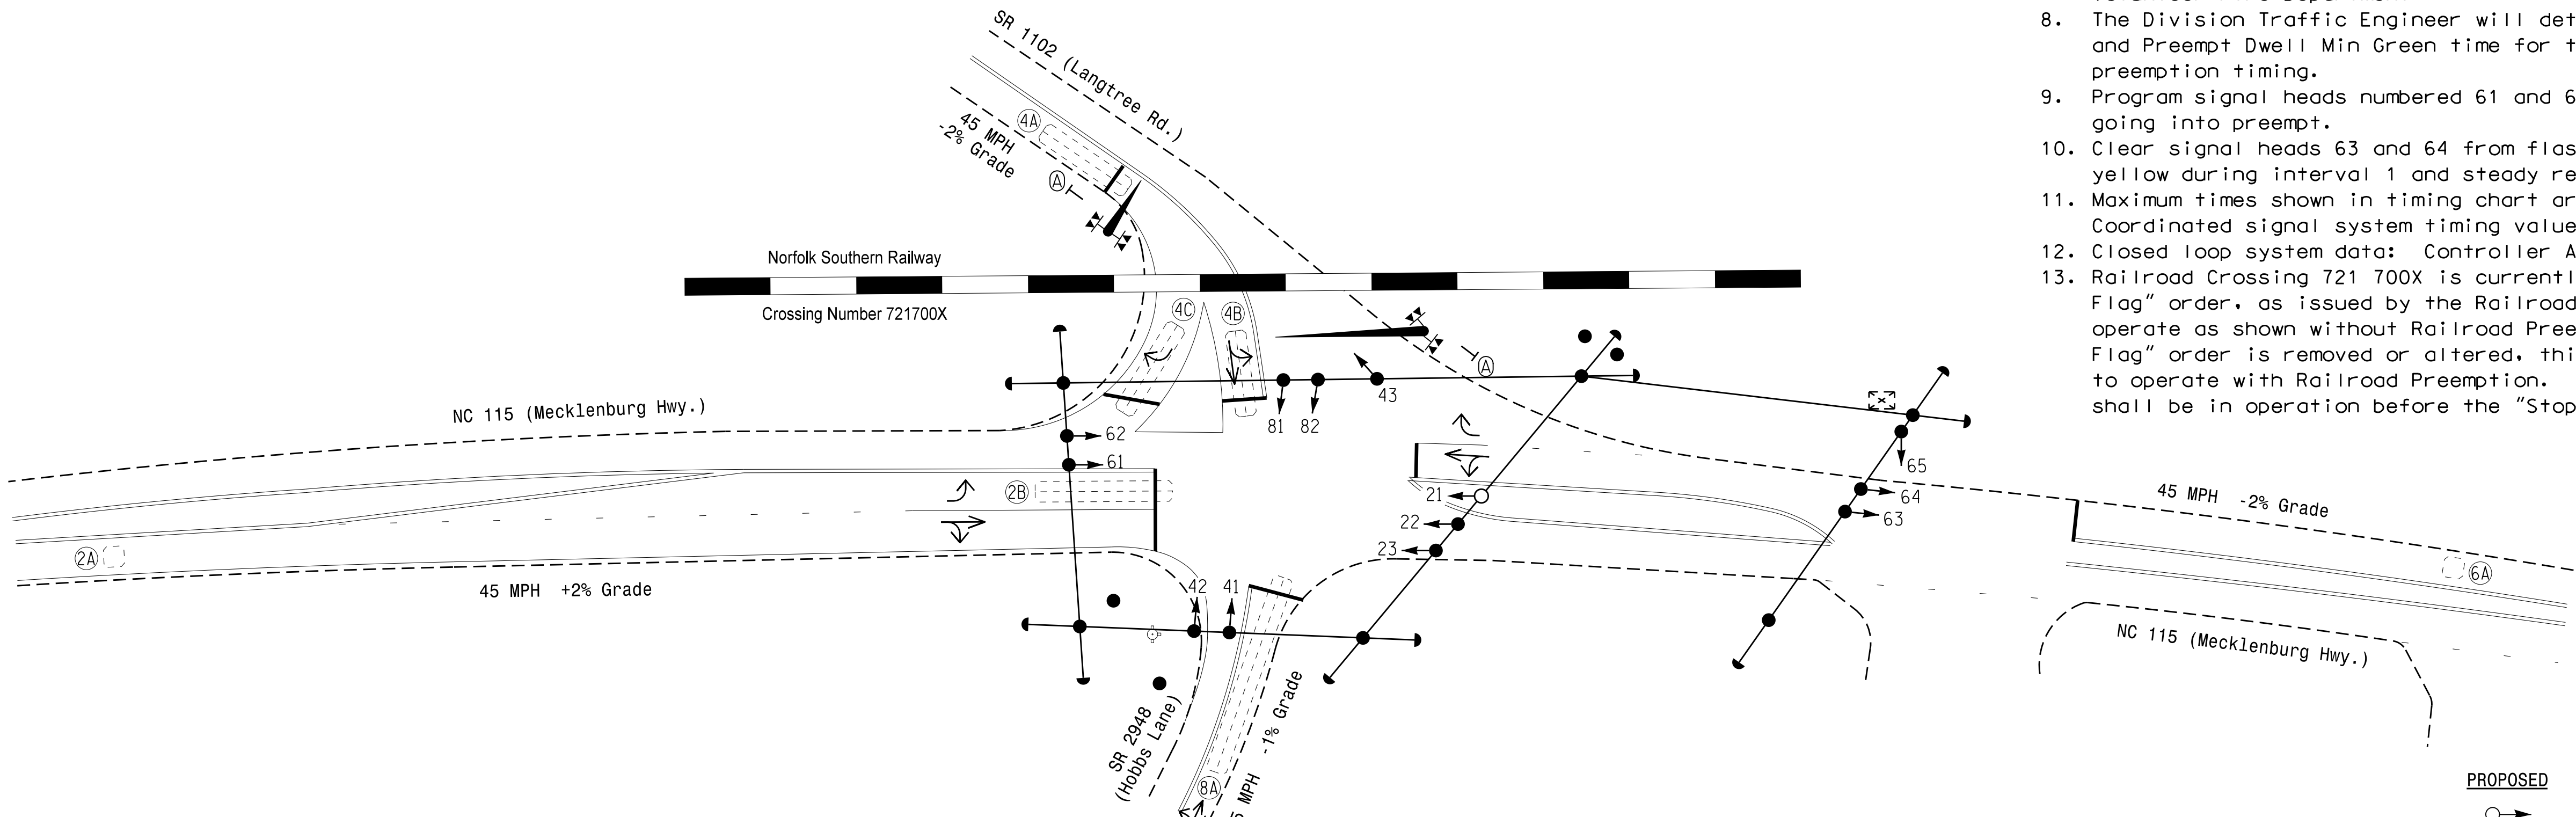 SR 1102 (Langtree Rd.)
4A
45 MPH
-2% Grade
A
Norfolk Southern Railway
Crossing Number 721700X
4C
4B
A
NC 115 (Mecklenburg Hwy.)
62
61
81
82
43
2B
2A
21
22
23
65
64
63
45 MPH -2% Grade
6A
45 MPH +2% Grade
42
41
NC 115 (Mecklenburg Hwy.)
SR 2948
(Hobbs Lane)
8A
MPH -1% Grade
8. The Division Traffic Engineer will det
and Preempt Dwell Min Green time for t
preemption timing.
9. Program signal heads numbered 61 and 6
going into preempt.
10. Clear signal heads 63 and 64 from flas
yellow during interval 1 and steady re
11. Maximum times shown in timing chart ar
Coordinated signal system timing value
12. Closed loop system data: Controller A
13. Railroad Crossing 721 700X is currentl
Flag" order, as issued by the Railroad
operate as shown without Railroad Pree
Flag" order is removed or altered, thi
to operate with Railroad Preemption.
shall be in operation before the "Stop
PROPOSED